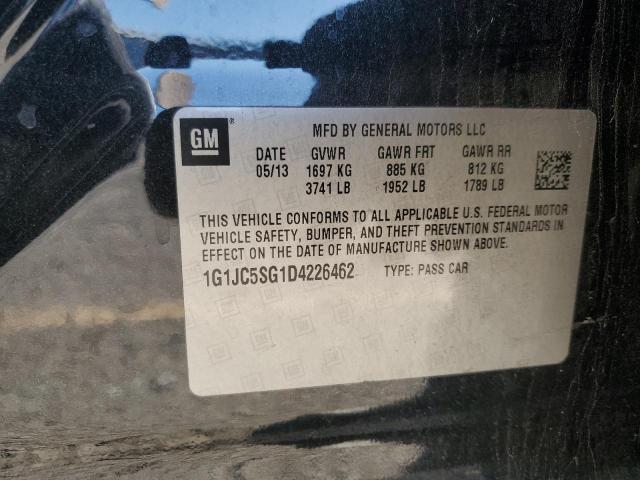 GM®
MFD BY GENERAL MOTORS LLC
DATE GVWR GAWR FRT GAWR RR
05/13 1697 KG 885 KG 812 KG
3741 LB 1952 LB 1789 LB
THIS VEHICLE CONFORMS TO ALL APPLICABLE U.S. FEDERAL MOTOR
VEHICLE SAFETY, BUMPER, AND THEFT PREVENTION STANDARDS IN
EFFECT ON THE DATE OF MANUFACTURE SHOWN ABOVE.
1G1JC5SG1D4226462 TYPE: PASS CAR